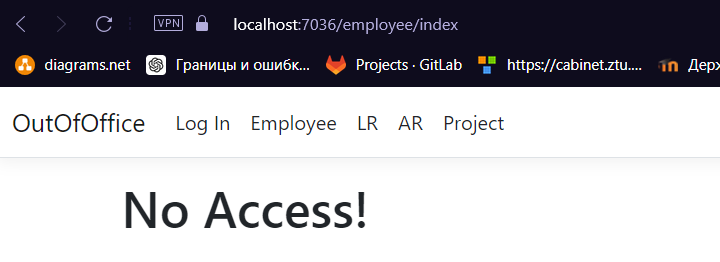 VPN localhost:7036/employee/index
diagrams.net Границы и ошибк... Projects · GitLab https://cabinet.ztu.... Держ
OutOfOffice Log In Employee LR AR Project
No Access!